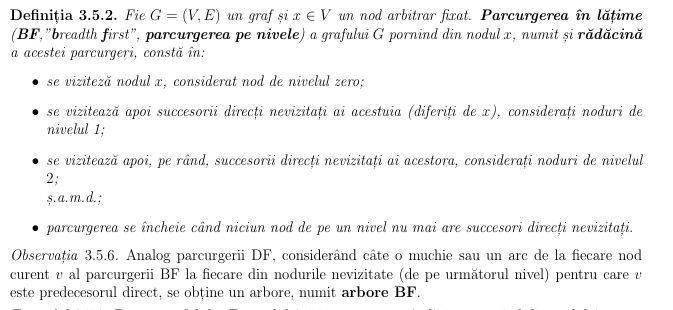 Definiția 3.5.2. Fie G = (V, E) un graf și x ∈ V un nod arbitrar fixat. Parcurgerea în lățime
(BF,"breadth first", parcurgerea pe nivele) a grafului G pornind din nodul x, numit și rădăcină
a acestei parcurgeri, constă în:
• se viziteză nodul x, considerat nod de nivelul zero;
• se vizitează apoi succesorii direcți nevizitați ai acestuia (diferiți de x), considerați noduri de
nivelul 1;
• se vizitează apoi, pe rând, succesorii direcți nevizitați ai acestora, considerați noduri de nivelul
2;
ș.a.m.d.;
• parcurgerea se încheie când niciun nod de pe un nivel nu mai are succesori direcți nevizitați.
Observația 3.5.6. Analog parcurgerii DF, considerând câte o muchie sau un arc de la fiecare nod
curent v al parcurgerii BF la fiecare din nodurile nevizitate (de pe următorul nivel) pentru care v
este predecesorul direct, se obține un arbore, numit arbore BF.